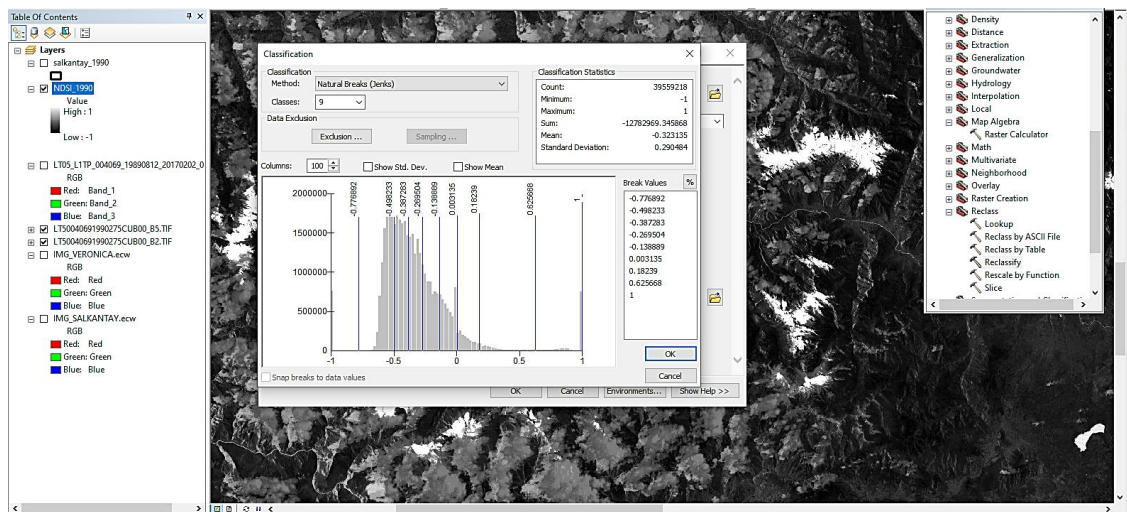 Table Of Contents
Layers
salkantay_1990
NDSI_1990
Value
High : 1
Low : -1
LT05_L1TP_004069_19890812_20170202_0
RGB
Red: Band_1
Green: Band_2
Blue: Band_3
LT50040691990275CUB00_B5.TIF
LT50040691990275CUB00_B2.TIF
IMG_VERONICA.ecw
RGB
Red: Red
Green: Green
Blue: Blue
IMG_SALKANTAY.ecw
RGB
Red: Red
Green: Green
Blue: Blue
Classification
Classification
Method: Natural Breaks (Jenks)
Classes: 9
Data Exclusion
Exclusion ...
Sampling ...
Classification Statistics
Count: 39559218
Minimum: -1
Maximum: 1
Sum: -12782969.345868
Mean: -0.323135
Standard Deviation: 0.290484
Columns: 100
Show Std. Dev.
Show Mean
2000000
1500000
1000000
500000
0
-1
-0.5
0
0.5
1
-0.776892
-0.498233
-0.387283
-0.269504
-0.138889
0.003135
0.18239
0.625668
1
Break Values
%
-0.776892
-0.498233
-0.387283
-0.269504
-0.138889
0.003135
0.18239
0.625668
1
OK
Cancel
Snap breaks to data values
OK
Cancel
Environments...
Show Help >>
Density
Distance
Extraction
Generalization
Groundwater
Hydrology
Interpolation
Local
Map Algebra
Raster Calculator
Math
Multivariate
Neighborhood
Overlay
Raster Creation
Reclass
Lookup
Reclass by ASCII File
Reclass by Table
Reclassify
Rescale by Function
Slice